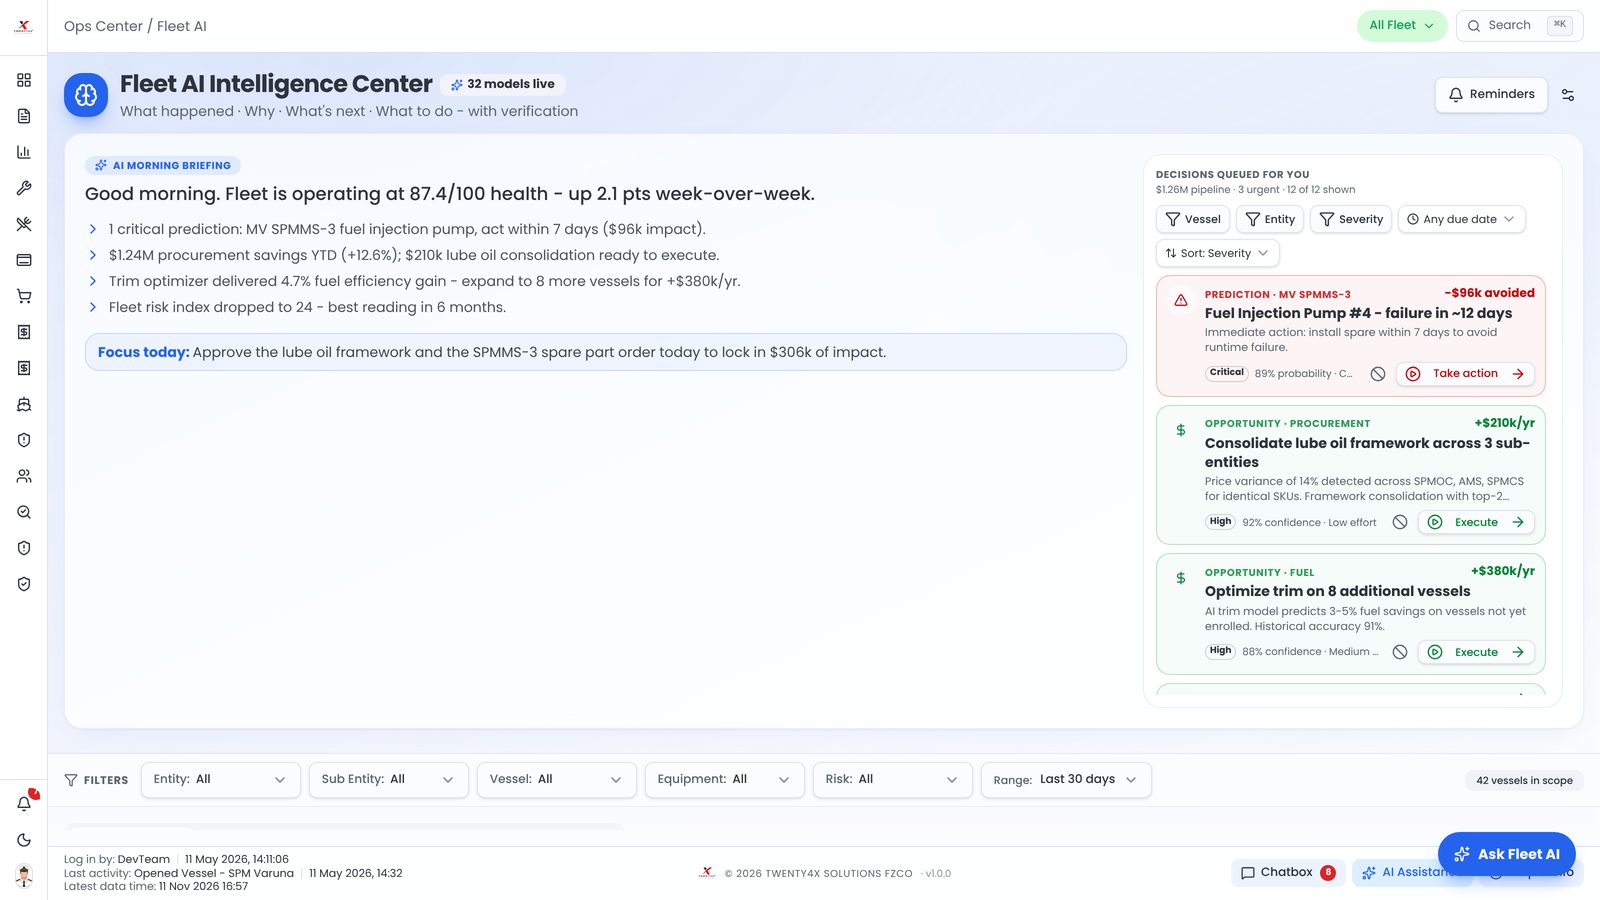 Ops Center / Fleet AI
All Fleet
Search ⌘K
Fleet AI Intelligence Center
32 models live
What happened · Why · What's next · What to do - with verification
Reminders
AI MORNING BRIEFING
Good morning. Fleet is operating at 87.4/100 health - up 2.1 pts week-over-week.
1 critical prediction: MV SPMMS-3 fuel injection pump, act within 7 days ($96k impact).
$1.24M procurement savings YTD (+12.6%); $210k lube oil consolidation ready to execute.
Trim optimizer delivered 4.7% fuel efficiency gain - expand to 8 more vessels for +$380k/yr.
Fleet risk index dropped to 24 - best reading in 6 months.
Focus today: Approve the lube oil framework and the SPMMS-3 spare part order today to lock in $306k of impact.
DECISIONS QUEUED FOR YOU
$1.26M pipeline · 3 urgent · 12 of 12 shown
Vessel
Entity
Severity
Any due date
Sort: Severity
PREDICTION · MV SPMMS-3
-$96k avoided
Fuel Injection Pump #4 - failure in ~12 days
Immediate action: install spare within 7 days to avoid
runtime failure.
Critical
89% probability · C...
Take action
OPPORTUNITY · PROCUREMENT
+$210k/yr
Consolidate lube oil framework across 3 sub-
entities
Price variance of 14% detected across SPMOC, AMS, SPMCS
for identical SKUs. Framework consolidation with top-2...
High
92% confidence · Low effort
Execute
OPPORTUNITY · FUEL
+$380k/yr
Optimize trim on 8 additional vessels
AI trim model predicts 3-5% fuel savings on vessels not yet
enrolled. Historical accuracy 91%.
High
88% confidence · Medium ...
Execute
FILTERS
Entity: All
Sub Entity: All
Vessel: All
Equipment: All
Risk: All
Range: Last 30 days
42 vessels in scope
Log in by: DevTeam | 11 May 2026, 14:11:06
Last activity: Opened Vessel - SPM Varuna | 11 May 2026, 14:32
Latest data time: 11 Nov 2026 16:57
© 2026 TWENTY4X SOLUTIONS FZCO · v1.0.0
Chatbox 8
AI Assistan
Ask Fleet AI